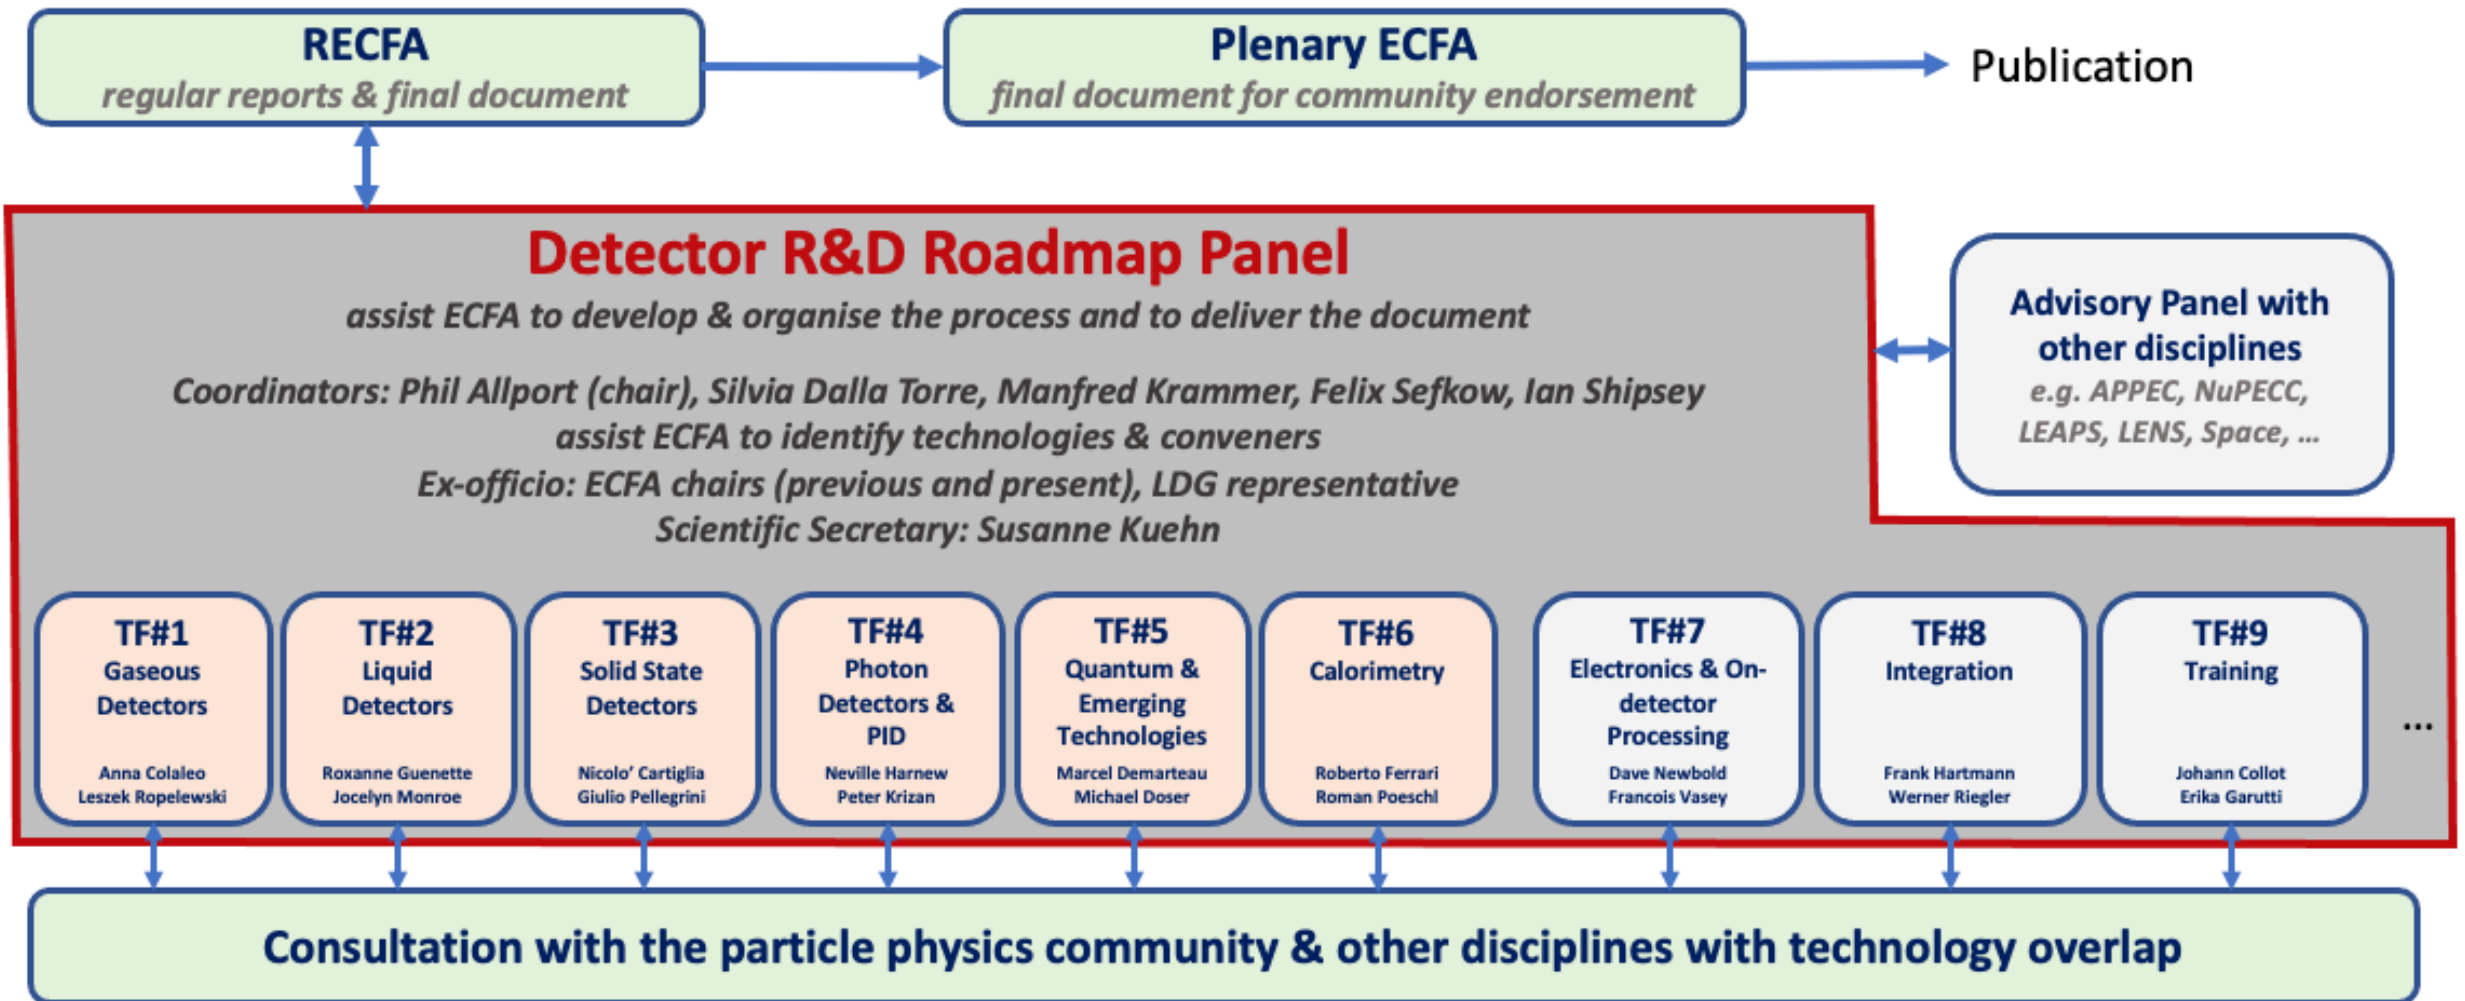 RECFA
regular reports & final document
Plenary ECFA
final document for community endorsement
Publication
Detector R&D Roadmap Panel
assist ECFA to develop & organise the process and to deliver the document
Coordinators: Phil Allport (chair), Silvia Dalla Torre, Manfred Krammer, Felix Sefkow, Ian Shipsey
assist ECFA to identify technologies & conveners
Ex-officio: ECFA chairs (previous and present), LDG representative
Scientific Secretary: Susanne Kuehn
Advisory Panel with
other disciplines
e.g. APPEC, NuPECC,
LEAPS, LENS, Space, ...
TF#1
Gaseous
Detectors
Anna Colaleo
Leszek Ropelewski
TF#2
Liquid
Detectors
Roxanne Guenette
Jocelyn Monroe
TF#3
Solid State
Detectors
Nicolo’ Cartiglia
Giulio Pellegrini
TF#4
Photon
Detectors &
PID
Neville Harnew
Peter Krizan
TF#5
Quantum &
Emerging
Technologies
Marcel Demarteau
Michael Doser
TF#6
Calorimetry
Roberto Ferrari
Roman Poeschl
TF#7
Electronics & On-
detector
Processing
Dave Newbold
Francois Vasey
TF#8
Integration
Frank Hartmann
Werner Riegler
TF#9
Training
Johann Collot
Erika Garutti
...
Consultation with the particle physics community & other disciplines with technology overlap